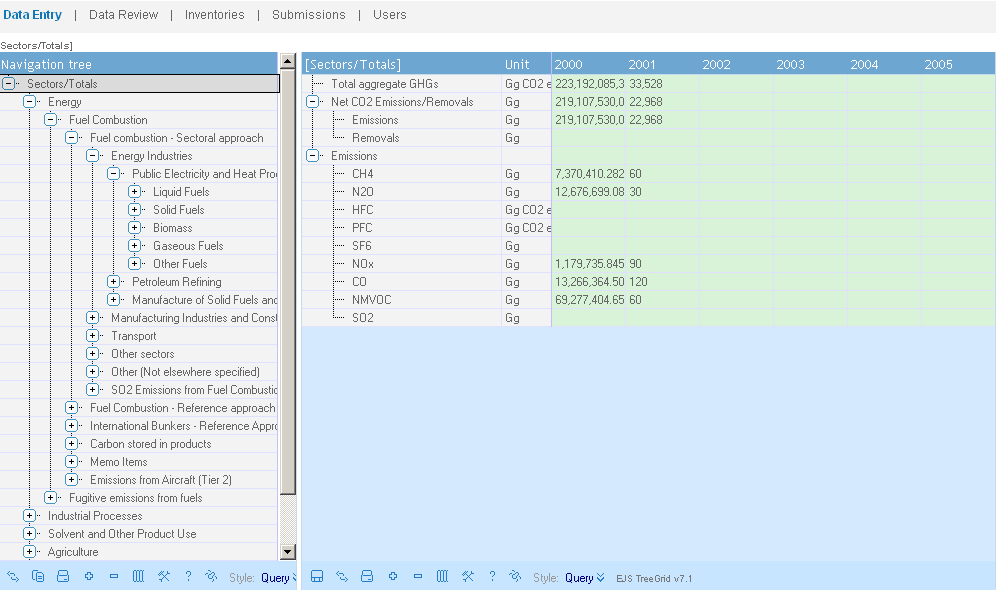 Data Entry | Data Review | Inventories | Submissions | Users
Sectors/Totals]
Navigation tree
Sectors/Totals
Energy
Fuel Combustion
Fuel combustion - Sectoral approach
Energy Industries
Public Electricity and Heat Pro
Liquid Fuels
Solid Fuels
Biomass
Gaseous Fuels
Other Fuels
Petroleum Refining
Manufacture of Solid Fuels and
Manufacturing Industries and Const
Transport
Other sectors
Other (Not elsewhere specified)
SO2 Emissions from Fuel Combustio
Fuel Combustion - Reference approach
International Bunkers - Reference Appro
Carbon stored in products
Memo Items
Emissions from Aircraft (Tier 2)
Fugitive emissions from fuels
Industrial Processes
Solvent and Other Product Use
Agriculture
Style: Query
[Sectors/Totals] Unit 2000 2001 2002 2003 2004 2005
Total aggregate GHGs Gg CO2 e 223,192,085,3 33,528
Net CO2 Emissions/Removals Gg 219,107,530,0 22,968
Emissions Gg 219,107,530,0 22,968
Removals Gg
Emissions
CH4 Gg 7,370,410.282 60
N2O Gg 12,676,699.08 30
HFC Gg CO2 e
PFC Gg CO2 e
SF6 Gg
NOx Gg 1,179,735.845 90
CO Gg 13,266,364.50 120
NMVOC Gg 69,277,404.65 60
SO2 Gg
Style: Query EJS TreeGrid v7.1